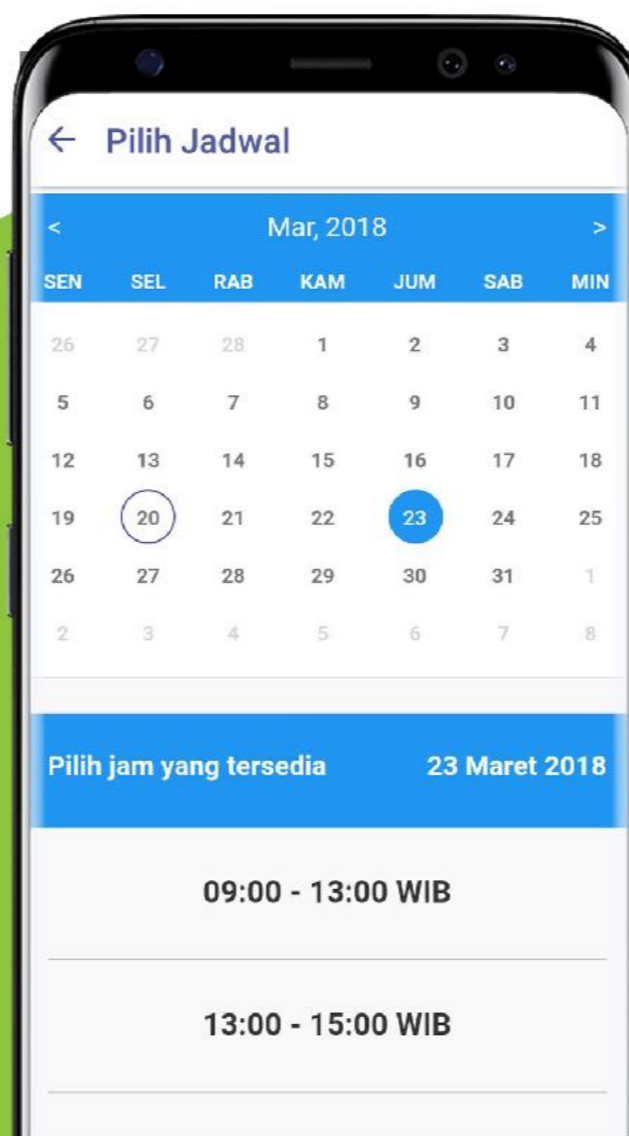 ← Pilih Jadwal
< Mar, 2018 >
SEN SEL RAB KAM JUM SAB MIN
26 27 28 1 2 3 4
5 6 7 8 9 10 11
12 13 14 15 16 17 18
19 20 21 22 23 24 25
26 27 28 29 30 31 1
2 3 4 5 6 7 8
Pilih jam yang tersedia 23 Maret 2018
09:00 - 13:00 WIB
13:00 - 15:00 WIB